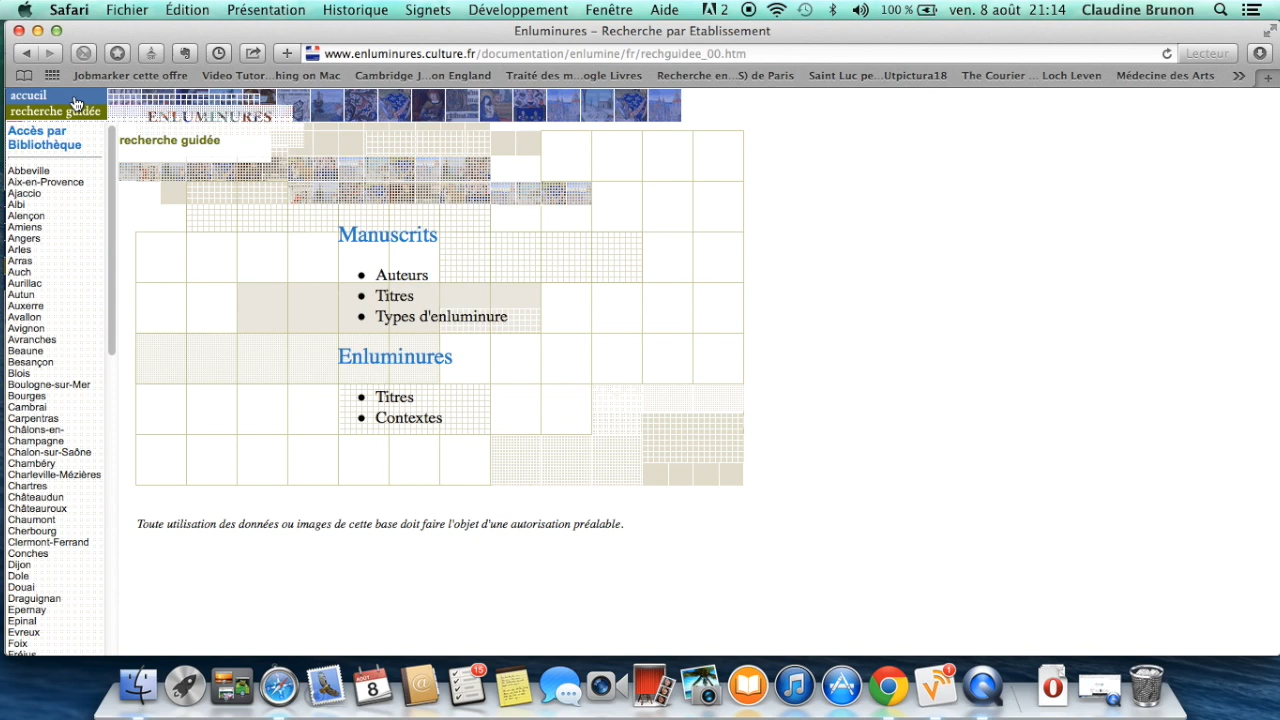 Safari Fichier Édition Présentation Historique Signets Développement Fenêtre Aide 2 100 % ven. 8 août 21:14 Claudine Brunon
Enluminures – Recherche par Etablissement
www.enluminures.culture.fr/documentation/enlumine/fr/rechguidee_00.htm Lecteur
Jobmarker cette offre Video Tutor...hing on Mac Cambridge J...on England Traité des m...ogle Livres Recherche en...S) de Paris Saint Luc pe...Utpictura18 The Courier ... Loch Leven Médecine des Arts
accueil
recherche guidée
ENLUMINURES
recherche guidée
Accès par
Bibliothèque
Abbeville
Aix-en-Provence
Ajaccio
Albi
Alençon
Amiens
Angers
Arles
Arras
Auch
Aurillac
Autun
Auxerre
Avallon
Avignon
Avranches
Beaune
Besançon
Blois
Boulogne-sur-Mer
Bourges
Cambrai
Carpentras
Châlons-en-
Champagne
Chalon-sur-Saône
Chambéry
Charleville-Mézières
Chartres
Châteaudun
Châteauroux
Chaumont
Cherbourg
Clermont-Ferrand
Conches
Dijon
Dole
Douai
Draguignan
Epernay
Epinal
Evreux
Foix
Fréjus
Manuscrits
Auteurs
Titres
Types d'enluminure
Enluminures
Titres
Contextes
Toute utilisation des données ou images de cette base doit faire l'objet d'une autorisation préalable.
8
15
1